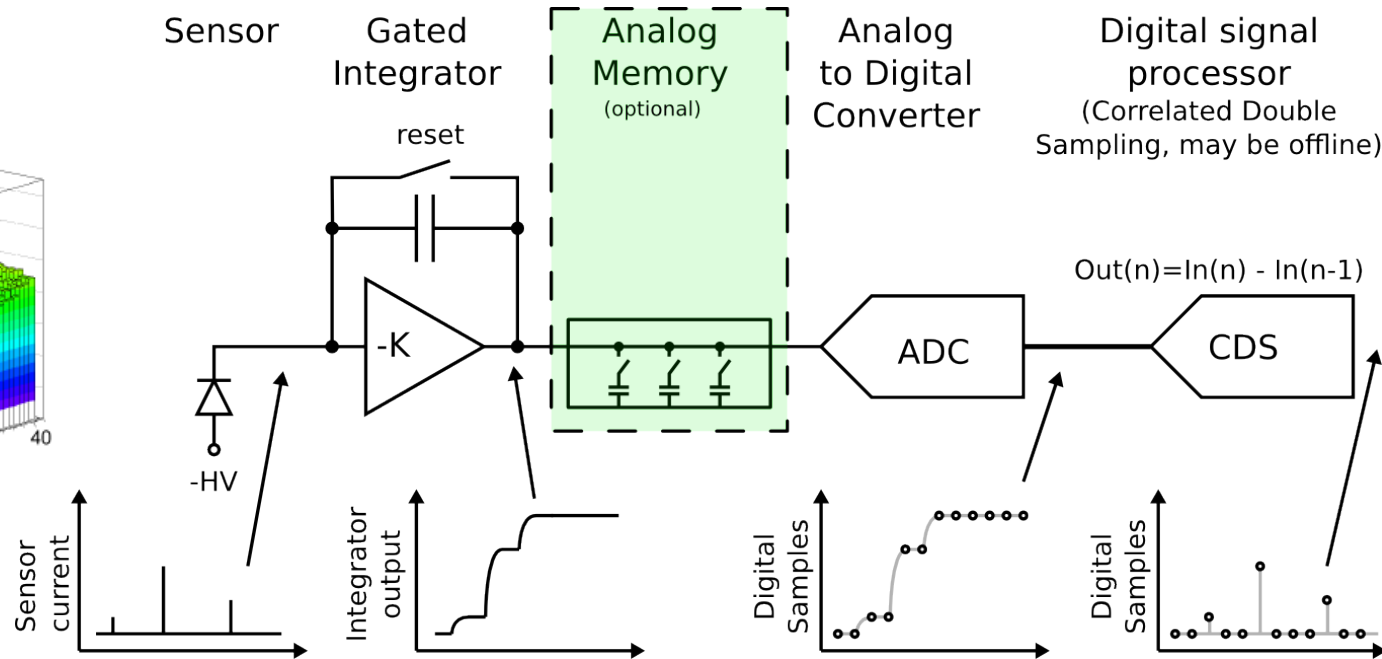 Sensor
Gated
Integrator
Analog
Memory
(optional)
Analog
to Digital
Converter
Digital signal
processor
(Correlated Double
Sampling, may be offline)
reset
Out(n)=In(n) - In(n-1)
-K
ADC
CDS
40
-HV
Sensor
current
Integrator
output
Digital
Samples
Digital
Samples